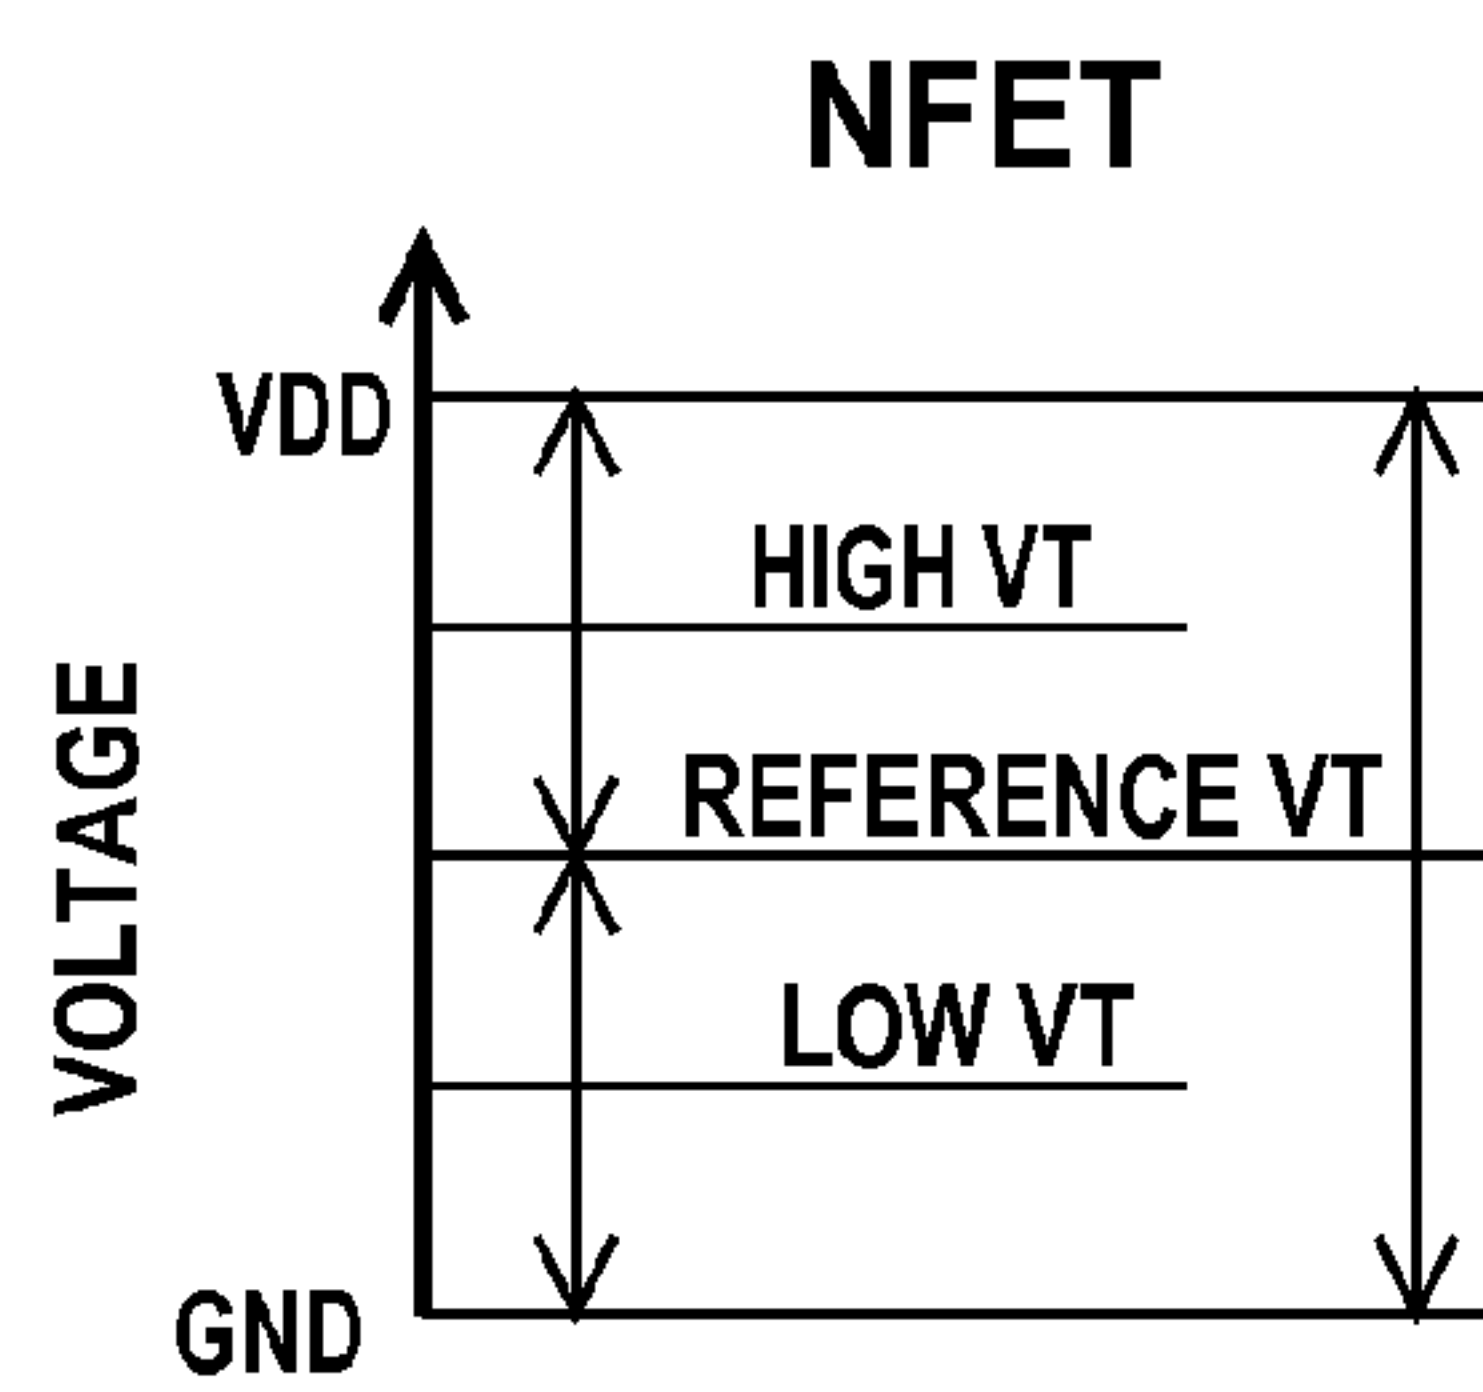 NFET
VDD
HIGH VT
REFERENCE VT
LOW VT
GND
VOLTAGE